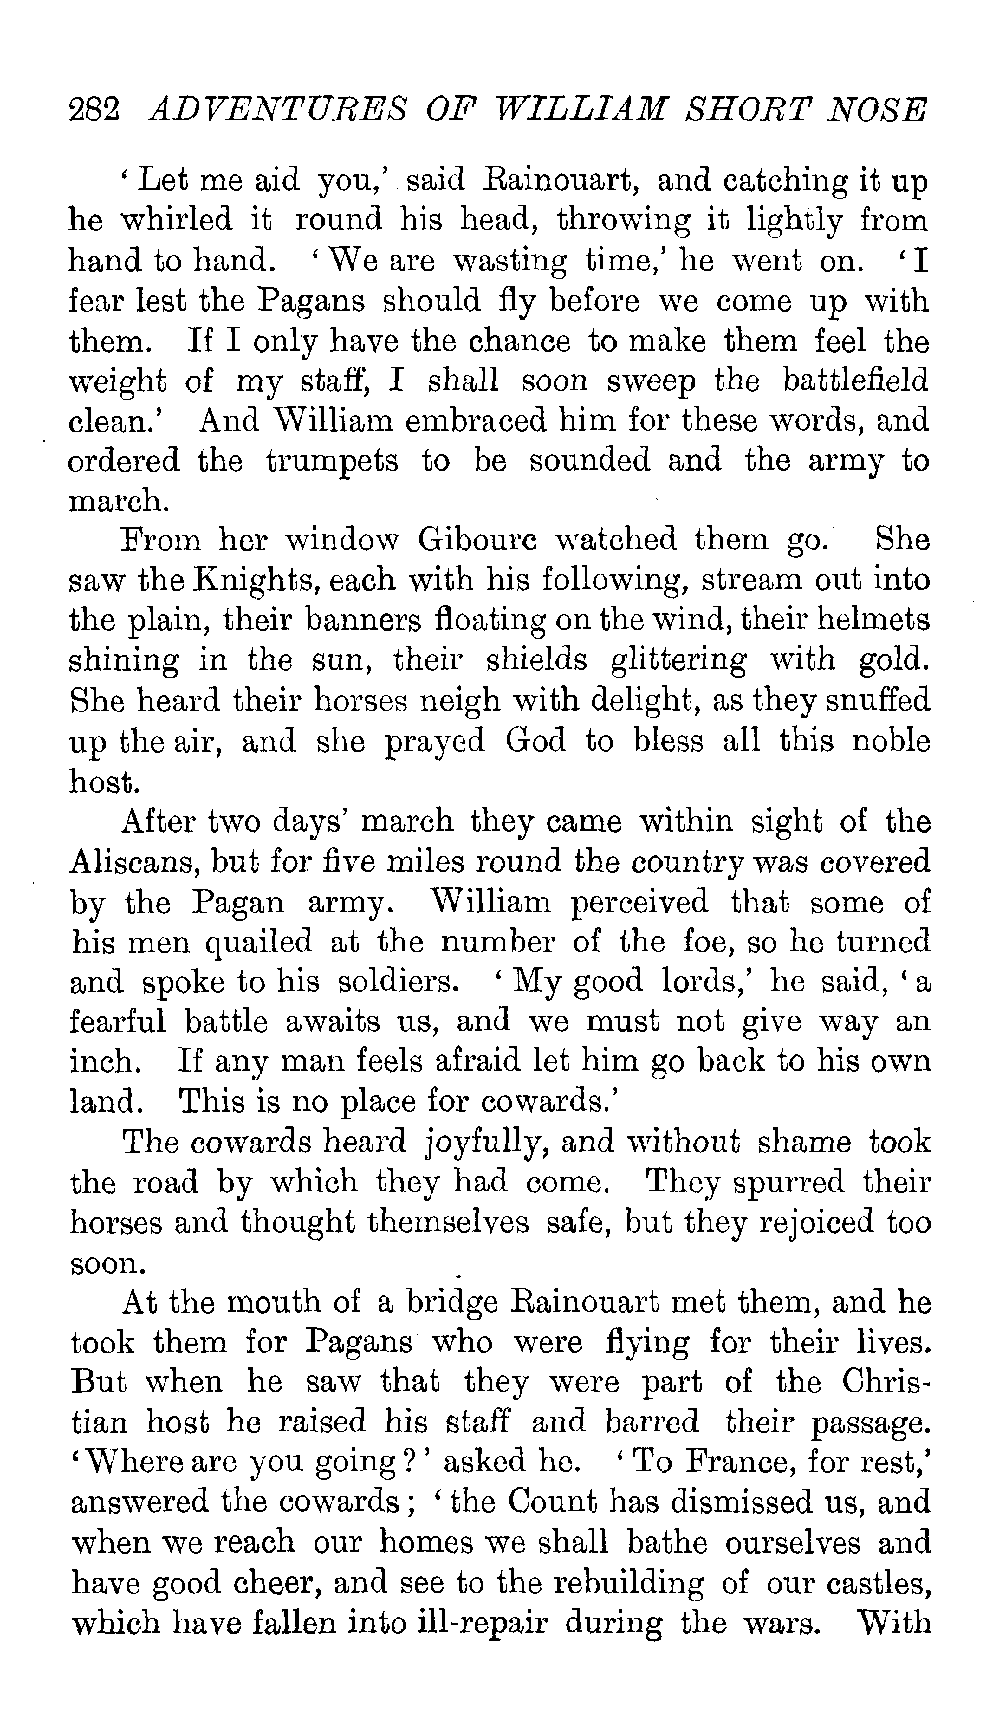 282 ADVENTURES OF WILLIAM SHORT NOSE
‘ Let me aid you,’ said Rainouart, and catching it up
he whirled it round his head, throwing it lightly from
hand to hand. ‘ We are wasting time,’ he went on. ‘ I
fear lest the Pagans should fly before we come up with
them. If I only have the chance to make them feel the
weight of my staff, I shall soon sweep the battlefield
clean.’ And William embraced him for these words, and
ordered the trumpets to be sounded and the army to
march.
From her window Gibourc watched them go. She
saw the Knights, each with his following, stream out into
the plain, their banners floating on the wind, their helmets
shining in the sun, their shields glittering with gold.
She heard their horses neigh with delight, as they snuffed
up the air, and she prayed God to bless all this noble
host.
After two days’ march they came within sight of the
Aliscans, but for five miles round the country was covered
by the Pagan army. William perceived that some of
his men quailed at the number of the foe, so he turned
and spoke to his soldiers. ‘ My good lords,’ he said, ‘ a
fearful battle awaits us, and we must not give way an
inch. If any man feels afraid let him go back to his own
land. This is no place for cowards.’
The cowards heard joyfully, and without shame took
the road by which they had come. They spurred their
horses and thought themselves safe, but they rejoiced too
soon.
At the mouth of a bridge Rainouart met them, and he
took them for Pagans who were flying for their lives.
But when he saw that they were part of the Chris-
tian host he raised his staff and barred their passage.
‘ Where are you going ? ’ asked he. ‘ To France, for rest,’
answered the cowards ; ‘ the Count has dismissed us, and
when we reach our homes we shall bathe ourselves and
have good cheer, and see to the rebuilding of our castles,
which have fallen into ill-repair during the wars. With